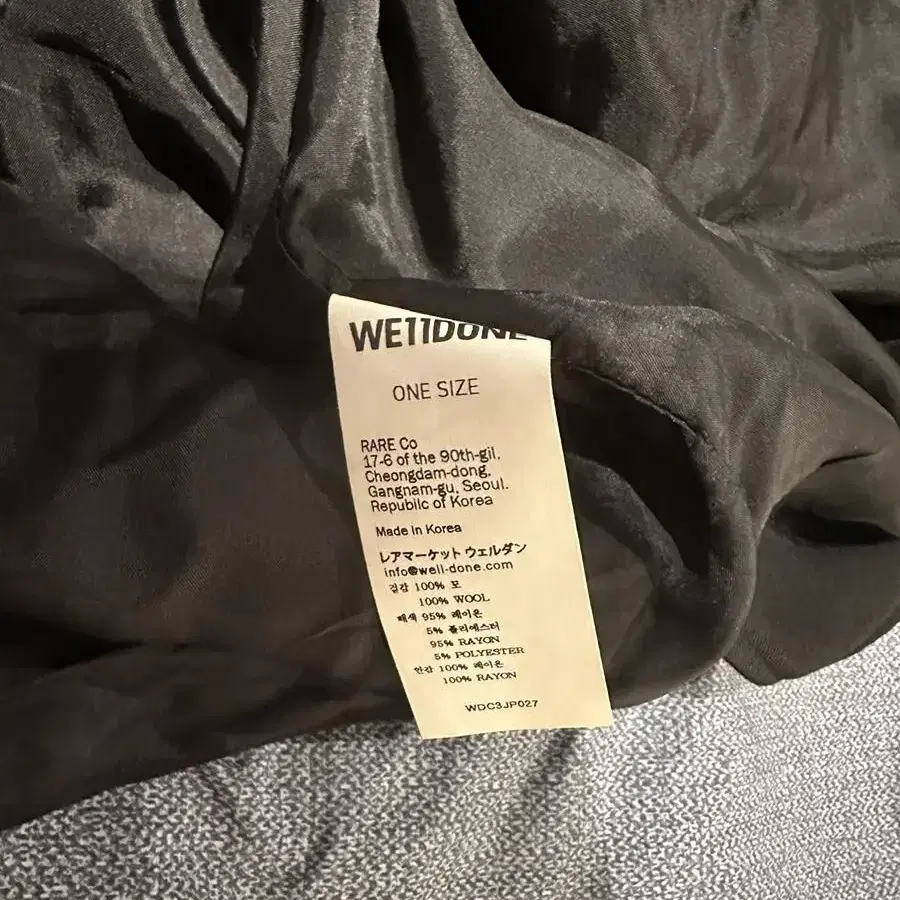 WE11DONE
ONE SIZE
RARE Co
17-6 of the 90th-gil,
Cheongdam-dong,
Gangnam-gu, Seoul.
Republic of Korea
Made in Korea
レアマーケット ウェルダン
info@well-done.com
겉감 100% 모
100% WOOL
배색 95% 레이온
5% 폴리에스터
95% RAYON
5% POLYESTER
안감 100% 레이온
100% RAYON
WDC3JP027